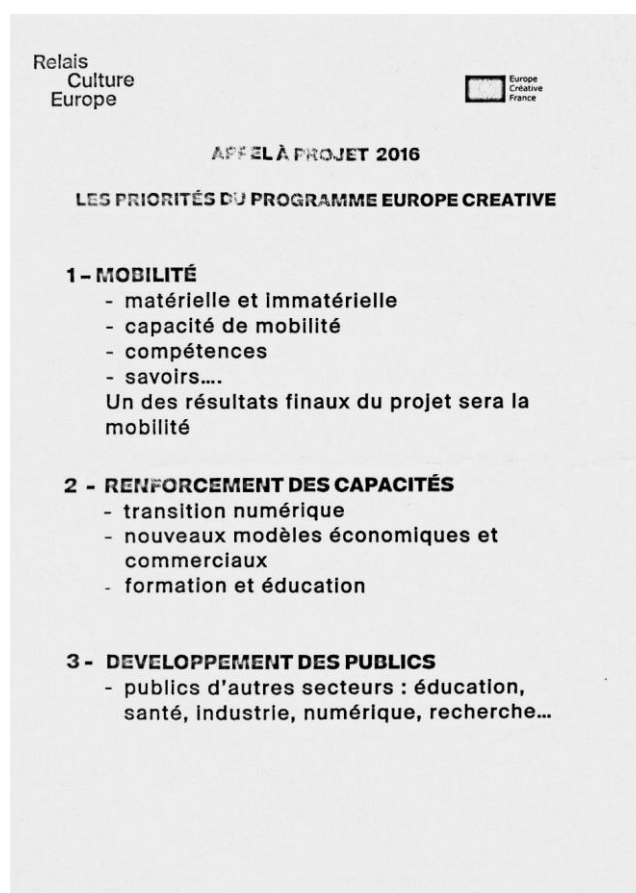 Relais
Culture
Europe
Europe
Créative
France
APPEL À PROJET 2016
LES PRIORITÉS DU PROGRAMME EUROPE CREATIVE
1 – MOBILITÉ
- matérielle et immatérielle
- capacité de mobilité
- compétences
- savoirs....
Un des résultats finaux du projet sera la
mobilité
2 - RENFORCEMENT DES CAPACITÉS
- transition numérique
- nouveaux modèles économiques et
commerciaux
- formation et éducation
3 - DEVELOPPEMENT DES PUBLICS
- publics d'autres secteurs : éducation,
santé, industrie, numérique, recherche...